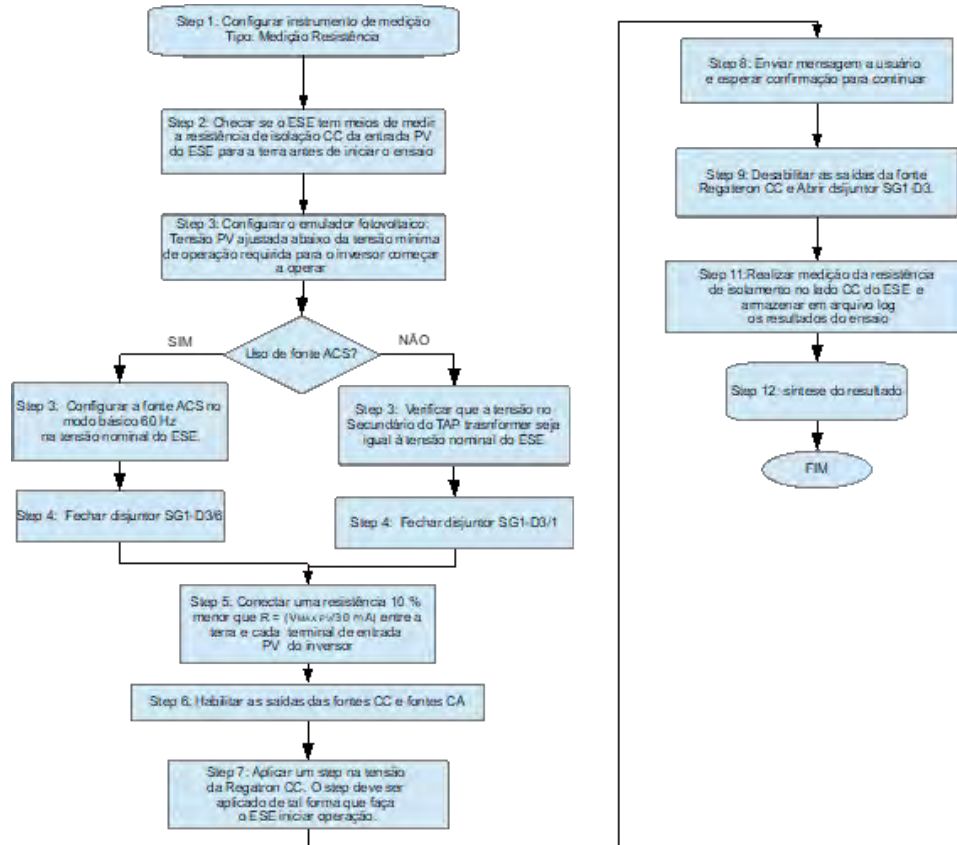 Step 1: Configurar instrumento de medição
Tipo: Medição Resistência
Step 2: Checar se o ESE tem meios de medir
a resistência de isolação CC da entrada PV
do ESE para a terra antes de iniciar o ensaio
Step 3: Configurar o emulador fotovoltaico:
Tensão PV ajustada abaixo da tensão mínima
de operação requirida para o inversor começar
a operar
Uso de fonte ACS?
SIM
NÃO
Step 3: Configurar a fonte ACS no
modo básico 60 Hz
na tensão nominal do ESE.
Step 3: Verificar que a tensão no
Secundário do TAP trasnformer seja
igual à tensão nominal do ESE
Step 4: Fechar disjuntor SG1-D3/6
Step 4: Fechar disjuntor SG1-D3/1
Step 5: Conectar uma resistência 10 %
menor que R = (VMAX PV/30 mA) entre a
terra e cada terminal de entrada
PV do inversor
Step 6: Habilitar as saídas das fontes CC e fontes CA
Step 7: Aplicar um step na tensão
da Regatron CC. O step deve ser
aplicado de tal forma que faça
o ESE iniciar operação.
Step 8: Enviar mensagem a usuário
e esperar confirmação para continuar
Step 9: Desabilitar as saídas da fonte
Regateron CC e Abrir dsijuntor SG1-D3.
Step 11:Realizar medição da resistência
de isolamento no lado CC do ESE e
armazenar em arquivo log
os resultados do ensaio
Step 12: síntese do resultado
FIM